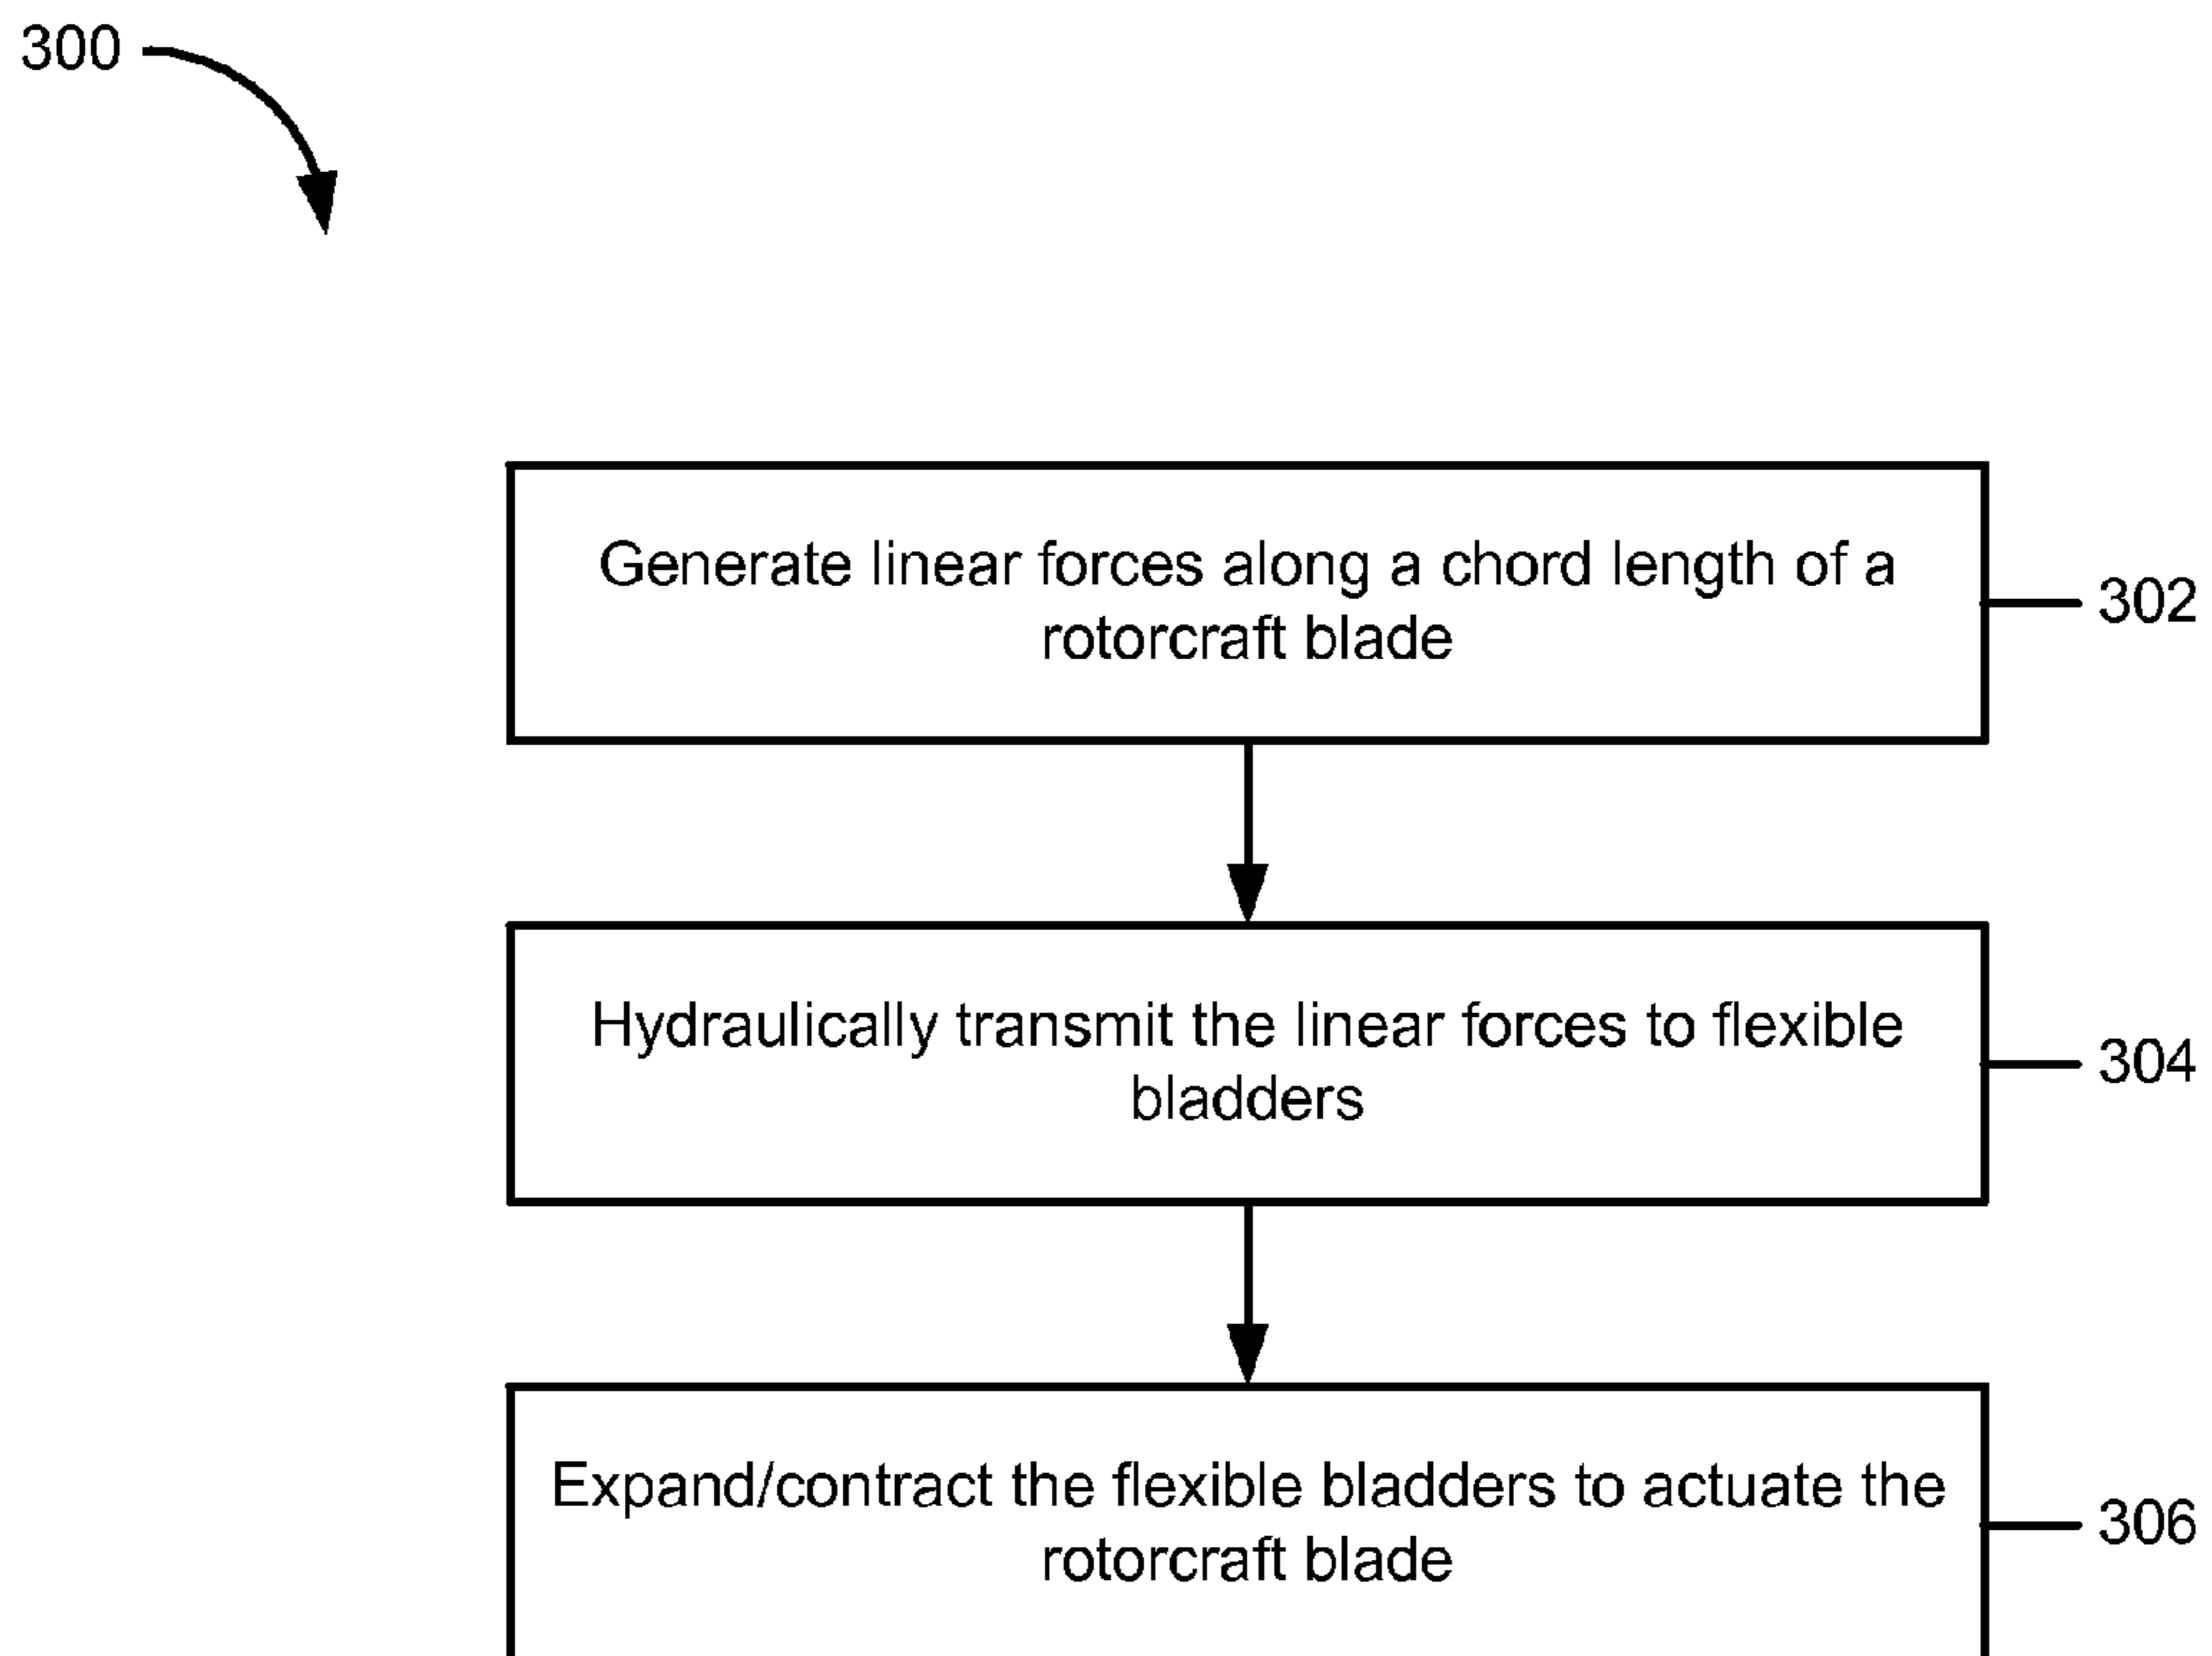 300
Generate linear forces along a chord length of a
rotorcraft blade
302
Hydraulically transmit the linear forces to flexible
bladders
304
Expand/contract the flexible bladders to actuate the
rotorcraft blade
306